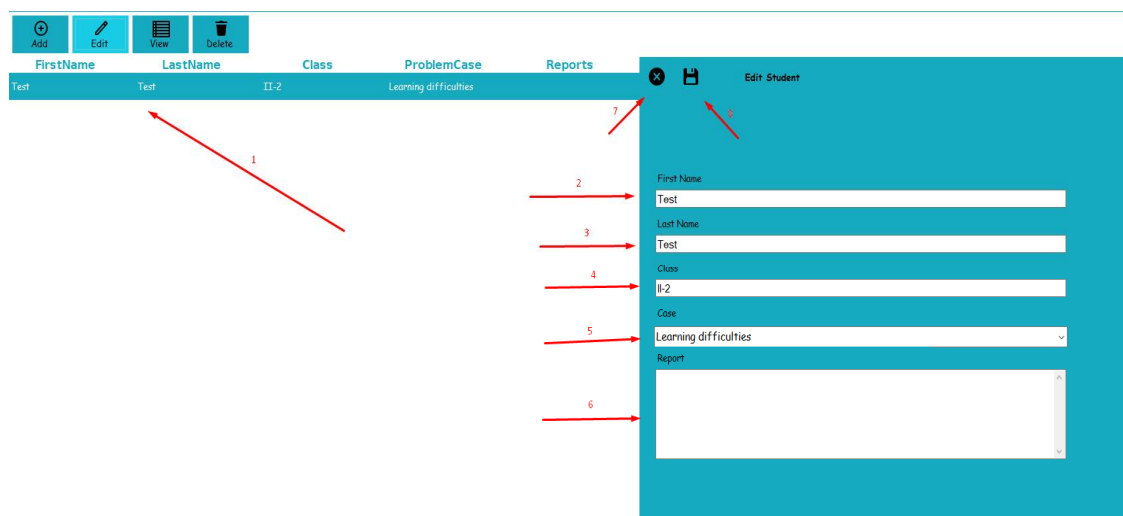 Add Edit View Delete
FirstName LastName Class ProblemCase Reports
Test Test II-2 Learning difficulties
Edit Student
7
1
2
First Name
Test
3
Last Name
Test
4
Class
II-2
5
Case
Learning difficulties
Report
6